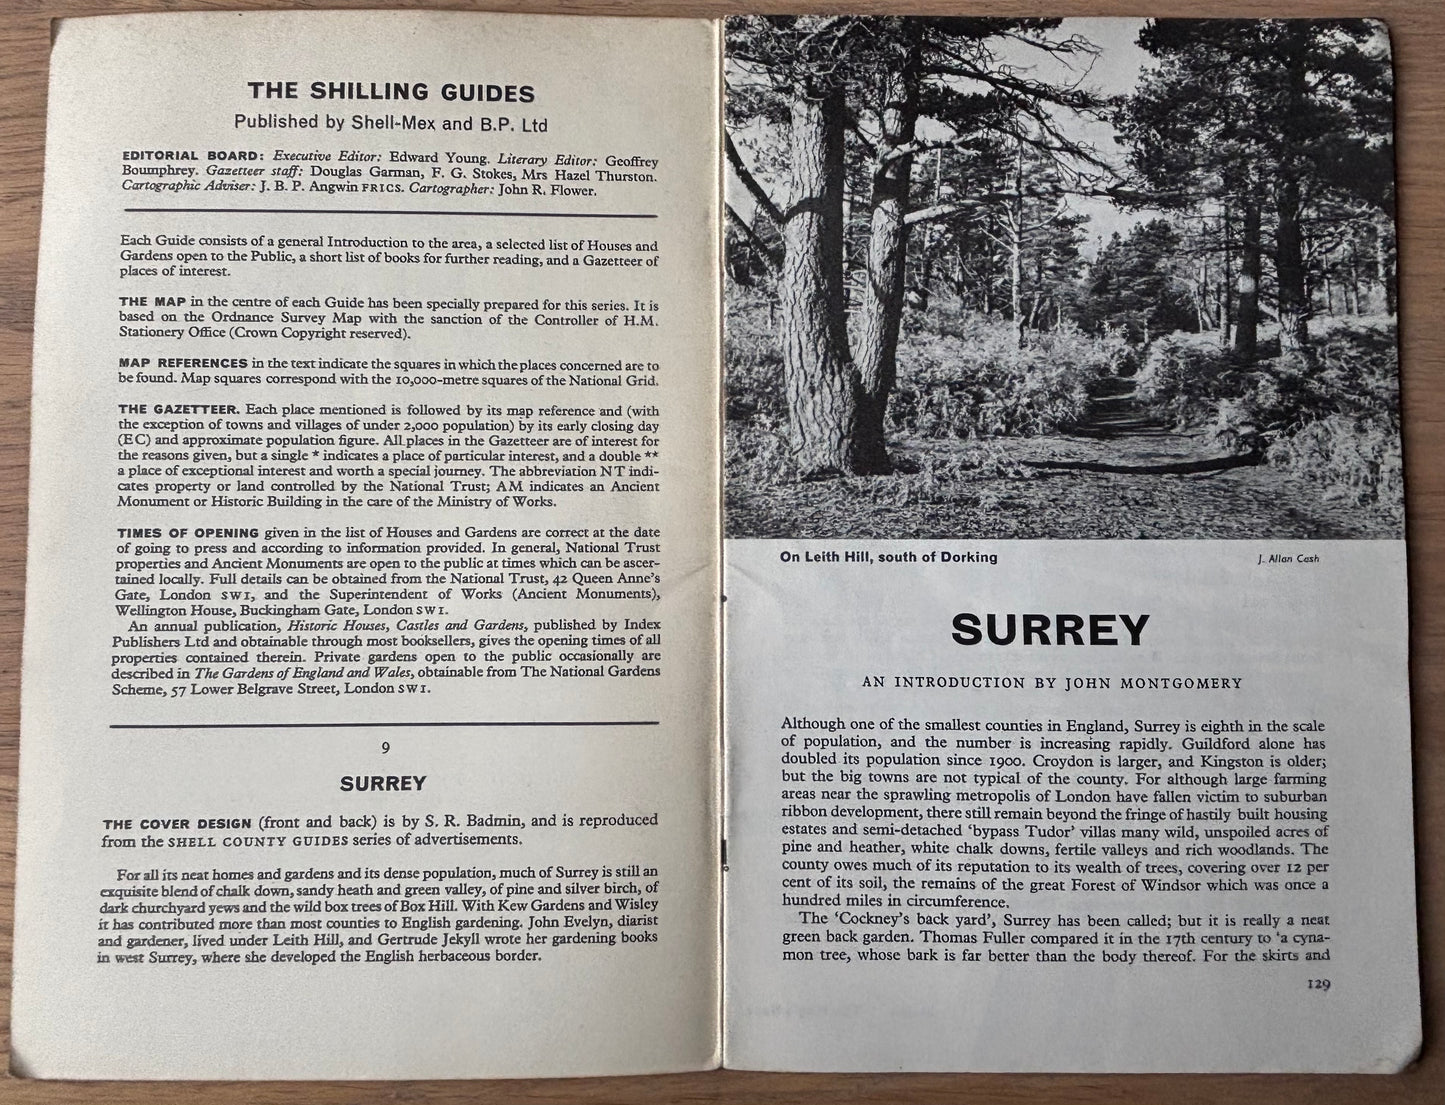 THE SHILLING GUIDES
Published by Shell-Mex and B.P. Ltd
EDITORIAL BOARD: Executive Editor: Edward Young. Literary Editor: Geoffrey
Boumphrey. Gazetteer staff: Douglas Garman, F. G. Stokes, Mrs Hazel Thurston.
Cartographic Adviser: J. B. P. Angwin FRICS. Cartographer: John R. Flower.
Each Guide consists of a general Introduction to the area, a selected list of Houses and
Gardens open to the Public, a short list of books for further reading, and a Gazetteer of
places of interest.
THE MAP in the centre of each Guide has been specially prepared for this series. It is
based on the Ordnance Survey Map with the sanction of the Controller of H.M.
Stationery Office (Crown Copyright reserved).
MAP REFERENCES in the text indicate the squares in which the places concerned are to
be found. Map squares correspond with the 10,000-metre squares of the National Grid.
THE GAZETTEER. Each place mentioned is followed by its map reference and (with
the exception of towns and villages of under 2,000 population) by its early closing day
(EC) and approximate population figure. All places in the Gazetteer are of interest for
the reasons given, but a single * indicates a place of particular interest, and a double **
a place of exceptional interest and worth a special journey. The abbreviation NT indi-
cates property or land controlled by the National Trust; AM indicates an Ancient
Monument or Historic Building in the care of the Ministry of Works.
TIMES OF OPENING given in the list of Houses and Gardens are correct at the date
of going to press and according to information provided. In general, National Trust
properties and Ancient Monuments are open to the public at times which can be ascer-
tained locally. Full details can be obtained from the National Trust, 42 Queen Anne's
Gate, London SW1, and the Superintendent of Works (Ancient Monuments),
Wellington House, Buckingham Gate, London SW1.
An annual publication, Historic Houses, Castles and Gardens, published by Index
Publishers Ltd and obtainable through most booksellers, gives the opening times of all
properties contained therein. Private gardens open to the public occasionally are
described in The Gardens of England and Wales, obtainable from The National Gardens
Scheme, 57 Lower Belgrave Street, London SW1.
9
SURREY
THE COVER DESIGN (front and back) is by S. R. Badmin, and is reproduced
from the SHELL COUNTY GUIDES series of advertisements.
For all its neat homes and gardens and its dense population, much of Surrey is still an
exquisite blend of chalk down, sandy heath and green valley, of pine and silver birch, of
dark churchyard yews and the wild box trees of Box Hill. With Kew Gardens and Wisley
it has contributed more than most counties to English gardening. John Evelyn, diarist
and gardener, lived under Leith Hill, and Gertrude Jekyll wrote her gardening books
in west Surrey, where she developed the English herbaceous border.
On Leith Hill, south of Dorking
J. Allan Cash
SURREY
AN INTRODUCTION BY JOHN MONTGOMERY
Although one of the smallest counties in England, Surrey is eighth in the scale
of population, and the number is increasing rapidly. Guildford alone has
doubled its population since 1900. Croydon is larger, and Kingston is older;
but the big towns are not typical of the county. For although large farming
areas near the sprawling metropolis of London have fallen victim to suburban
ribbon development, there still remain beyond the fringe of hastily built housing
estates and semi-detached 'bypass Tudor' villas many wild, unspoiled acres of
pine and heather, white chalk downs, fertile valleys and rich woodlands. The
county owes much of its reputation to its wealth of trees, covering over 12 per
cent of its soil, the remains of the great Forest of Windsor which was once a
hundred miles in circumference.
The 'Cockney's back yard', Surrey has been called; but it is really a neat
green back garden. Thomas Fuller compared it in the 17th century to 'a cyna-
mon tree, whose bark is far better than the body thereof. For the skirts and
129